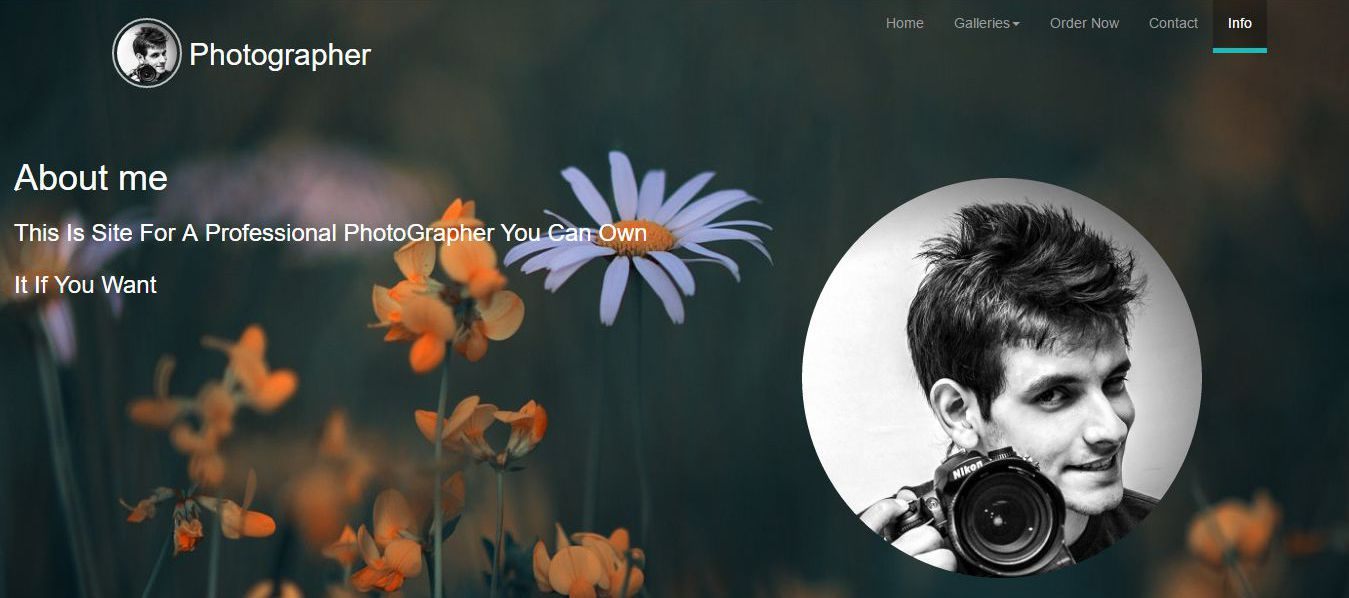 Photographer
Home Galleries Order Now Contact Info
About me
This Is Site For A Professional PhotoGrapher You Can Own
It If You Want
Nikon